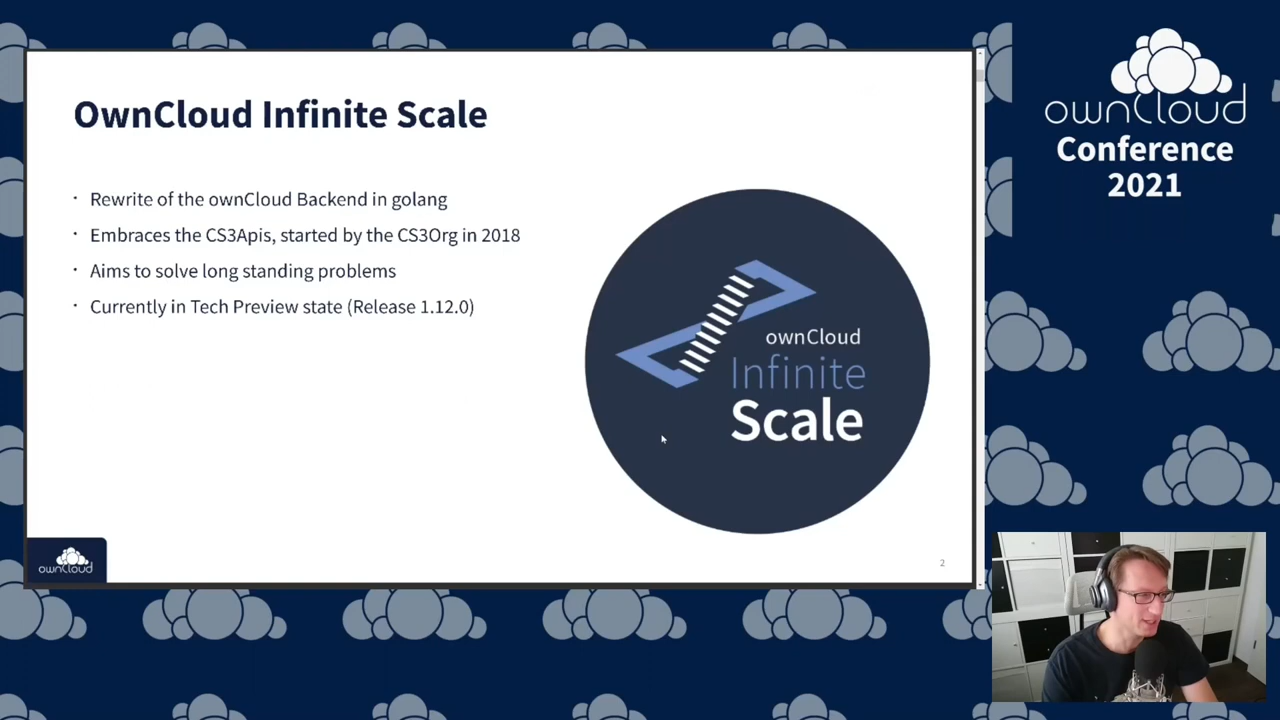 OwnCloud Infinite Scale
· Rewrite of the ownCloud Backend in golang
· Embraces the CS3Apis, started by the CS3Org in 2018
· Aims to solve long standing problems
· Currently in Tech Preview state (Release 1.12.0)
ownCloud
Infinite
Scale
ownCloud
2
ownCloud
Conference
2021